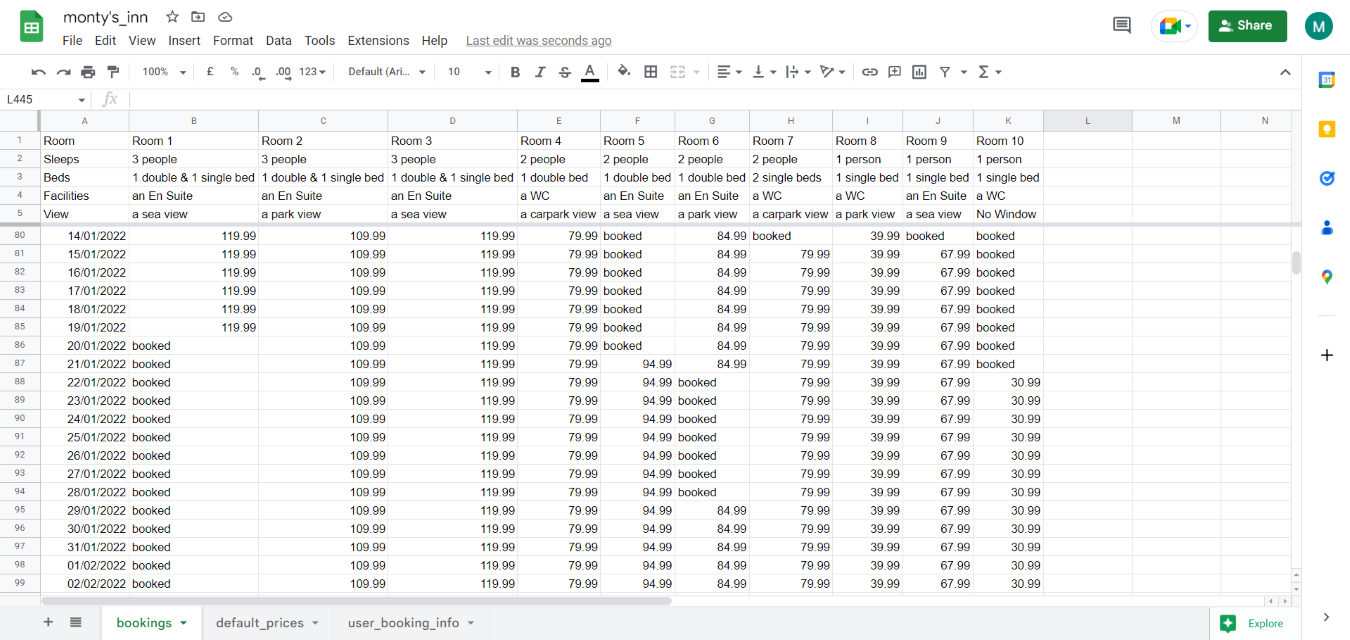 monty's_inn
File Edit View Insert Format Data Tools Extensions Help Last edit was seconds ago
Share
M
100% £ % .0 .00 123 Default (Ari... 10 B I S A
31
L445 fx
A B C D E F G H I J K L M N
1 Room Room 1 Room 2 Room 3 Room 4 Room 5 Room 6 Room 7 Room 8 Room 9 Room 10
2 Sleeps 3 people 3 people 3 people 2 people 2 people 2 people 2 people 1 person 1 person 1 person
3 Beds 1 double & 1 single bed 1 double & 1 single bed 1 double & 1 single bed 1 double bed 1 double bed 1 double bed 2 single beds 1 single bed 1 single bed 1 single bed
4 Facilities an En Suite an En Suite an En Suite a WC an En Suite an En Suite a WC a WC an En Suite a WC
5 View a sea view a park view a sea view a carpark view a sea view a park view a carpark view a park view a sea view No Window
80 14/01/2022 119.99 109.99 119.99 79.99 booked 84.99 booked 39.99 booked booked
81 15/01/2022 119.99 109.99 119.99 79.99 booked 84.99 79.99 39.99 67.99 booked
82 16/01/2022 119.99 109.99 119.99 79.99 booked 84.99 79.99 39.99 67.99 booked
83 17/01/2022 119.99 109.99 119.99 79.99 booked 84.99 79.99 39.99 67.99 booked
84 18/01/2022 119.99 109.99 119.99 79.99 booked 84.99 79.99 39.99 67.99 booked
85 19/01/2022 119.99 109.99 119.99 79.99 booked 84.99 79.99 39.99 67.99 booked
86 20/01/2022 booked 109.99 119.99 79.99 booked 84.99 79.99 39.99 67.99 booked
87 21/01/2022 booked 109.99 119.99 79.99 94.99 84.99 79.99 39.99 67.99 booked
88 22/01/2022 booked 109.99 119.99 79.99 94.99 booked 79.99 39.99 67.99 30.99
89 23/01/2022 booked 109.99 119.99 79.99 94.99 booked 79.99 39.99 67.99 30.99
90 24/01/2022 booked 109.99 119.99 79.99 94.99 booked 79.99 39.99 67.99 30.99
91 25/01/2022 booked 109.99 119.99 79.99 94.99 booked 79.99 39.99 67.99 30.99
92 26/01/2022 booked 109.99 119.99 79.99 94.99 booked 79.99 39.99 67.99 30.99
93 27/01/2022 booked 109.99 119.99 79.99 94.99 booked 79.99 39.99 67.99 30.99
94 28/01/2022 booked 109.99 119.99 79.99 94.99 booked 79.99 39.99 67.99 30.99
95 29/01/2022 booked 109.99 119.99 79.99 94.99 84.99 79.99 39.99 67.99 30.99
96 30/01/2022 booked 109.99 119.99 79.99 94.99 84.99 79.99 39.99 67.99 30.99
97 31/01/2022 booked 109.99 119.99 79.99 94.99 84.99 79.99 39.99 67.99 30.99
98 01/02/2022 booked 109.99 119.99 79.99 94.99 84.99 79.99 39.99 67.99 30.99
99 02/02/2022 booked 109.99 119.99 79.99 94.99 84.99 79.99 39.99 67.99 30.99
bookings default_prices user_booking_info Explore